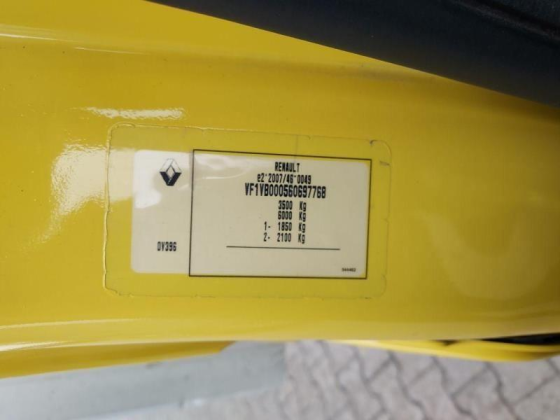 RENAULT
e2*2007/46*0049
VF1VB000560697768
3500 Kg
6000 Kg
1- 1850 Kg
2- 2100 Kg
DV396